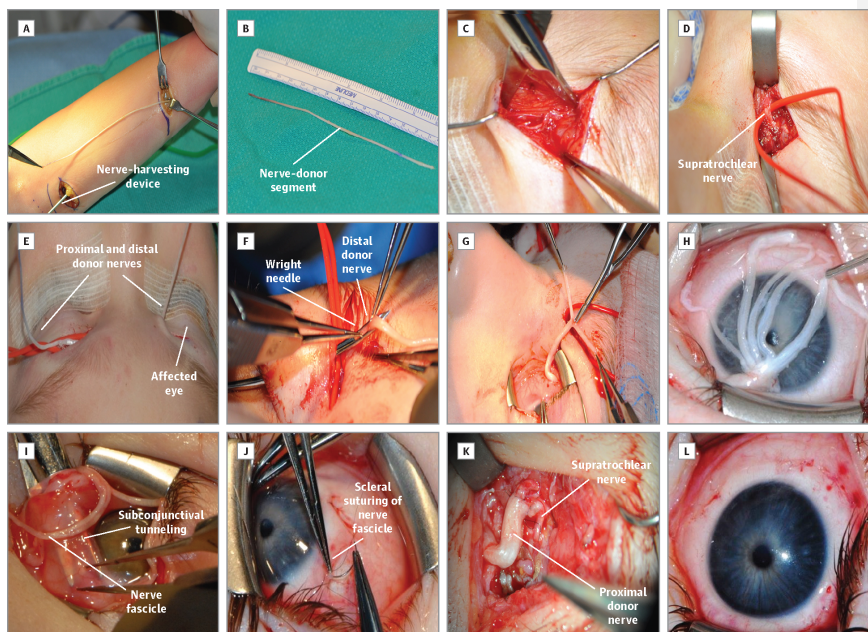 A
Nerve-harvesting
device
B
Nerve-donor
segment
C
D
Supratrochlear
nerve
E
Proximal and distal
donor nerves
Affected
eye
F
Wright
needle
Distal
donor
nerve
G
H
I
Subconjunctival
tunneling
Nerve
fascicle
J
Scleral
suturing of
nerve
fascicle
K
Supratrochlear
nerve
Proximal
donor
nerve
L